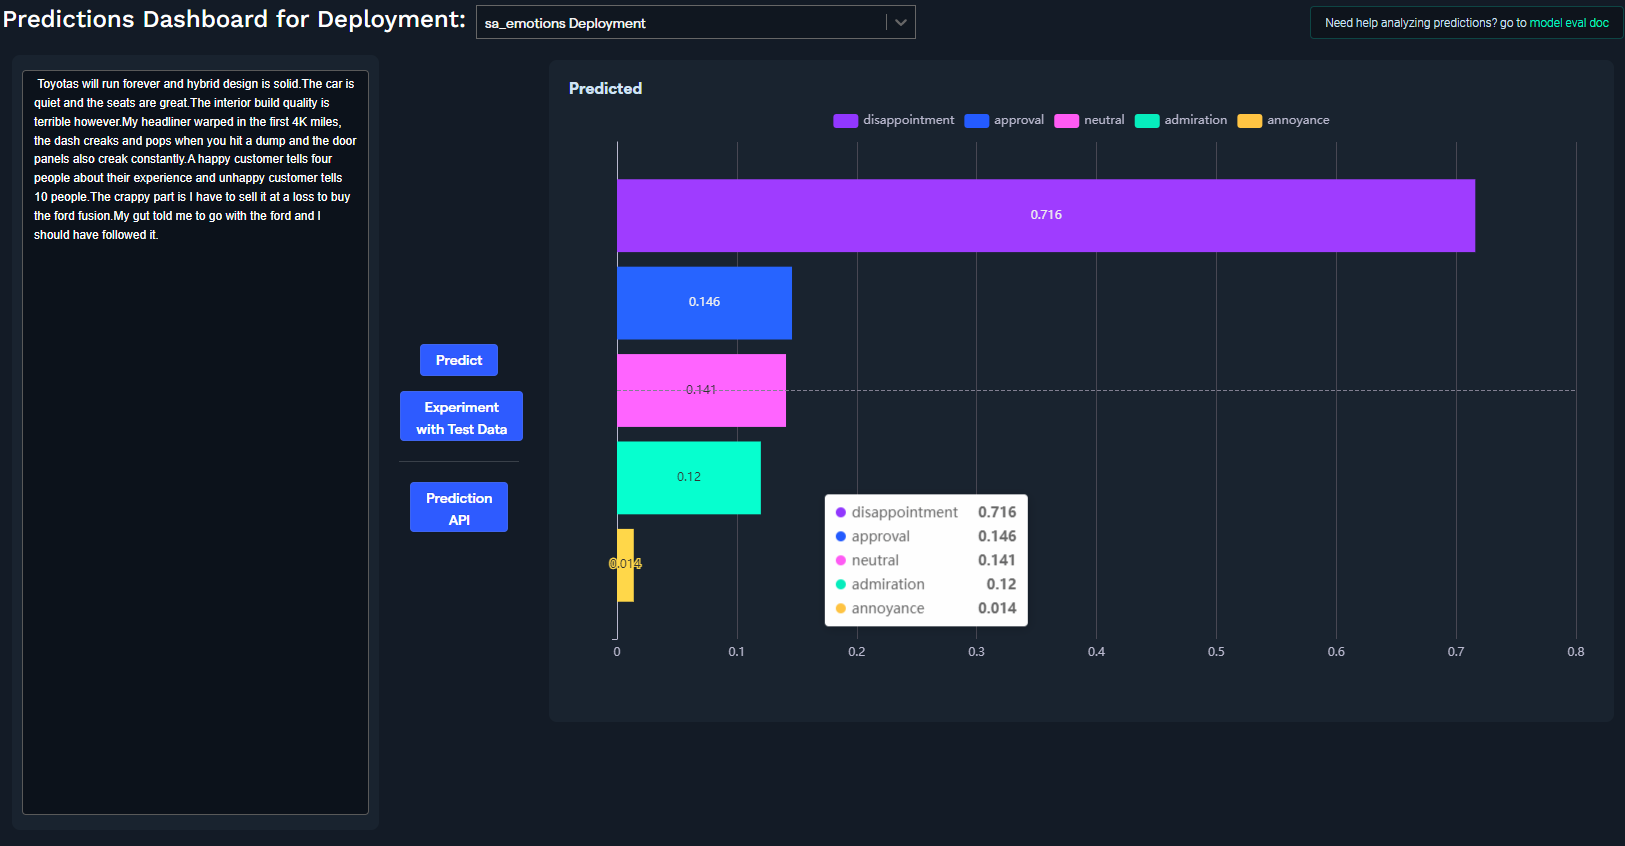 Predictions Dashboard for Deployment:
sa_emotions Deployment
Need help analyzing predictions? go to model eval doc
Toyotas will run forever and hybrid design is solid.The car is
quiet and the seats are great.The interior build quality is
terrible however.My headliner warped in the first 4K miles,
the dash creaks and pops when you hit a dump and the door
panels also creak constantly.A happy customer tells four
people about their experience and unhappy customer tells
10 people.The crappy part is I have to sell it at a loss to buy
the ford fusion.My gut told me to go with the ford and I
should have followed it.
Predict
Experiment
with Test Data
Prediction
API
Predicted
disappointment approval neutral admiration annoyance
0.716
0.146
0.141
0.12
0.014
disappointment 0.716
approval 0.146
neutral 0.141
admiration 0.12
annoyance 0.014
0 0.1 0.2 0.3 0.4 0.5 0.6 0.7 0.8